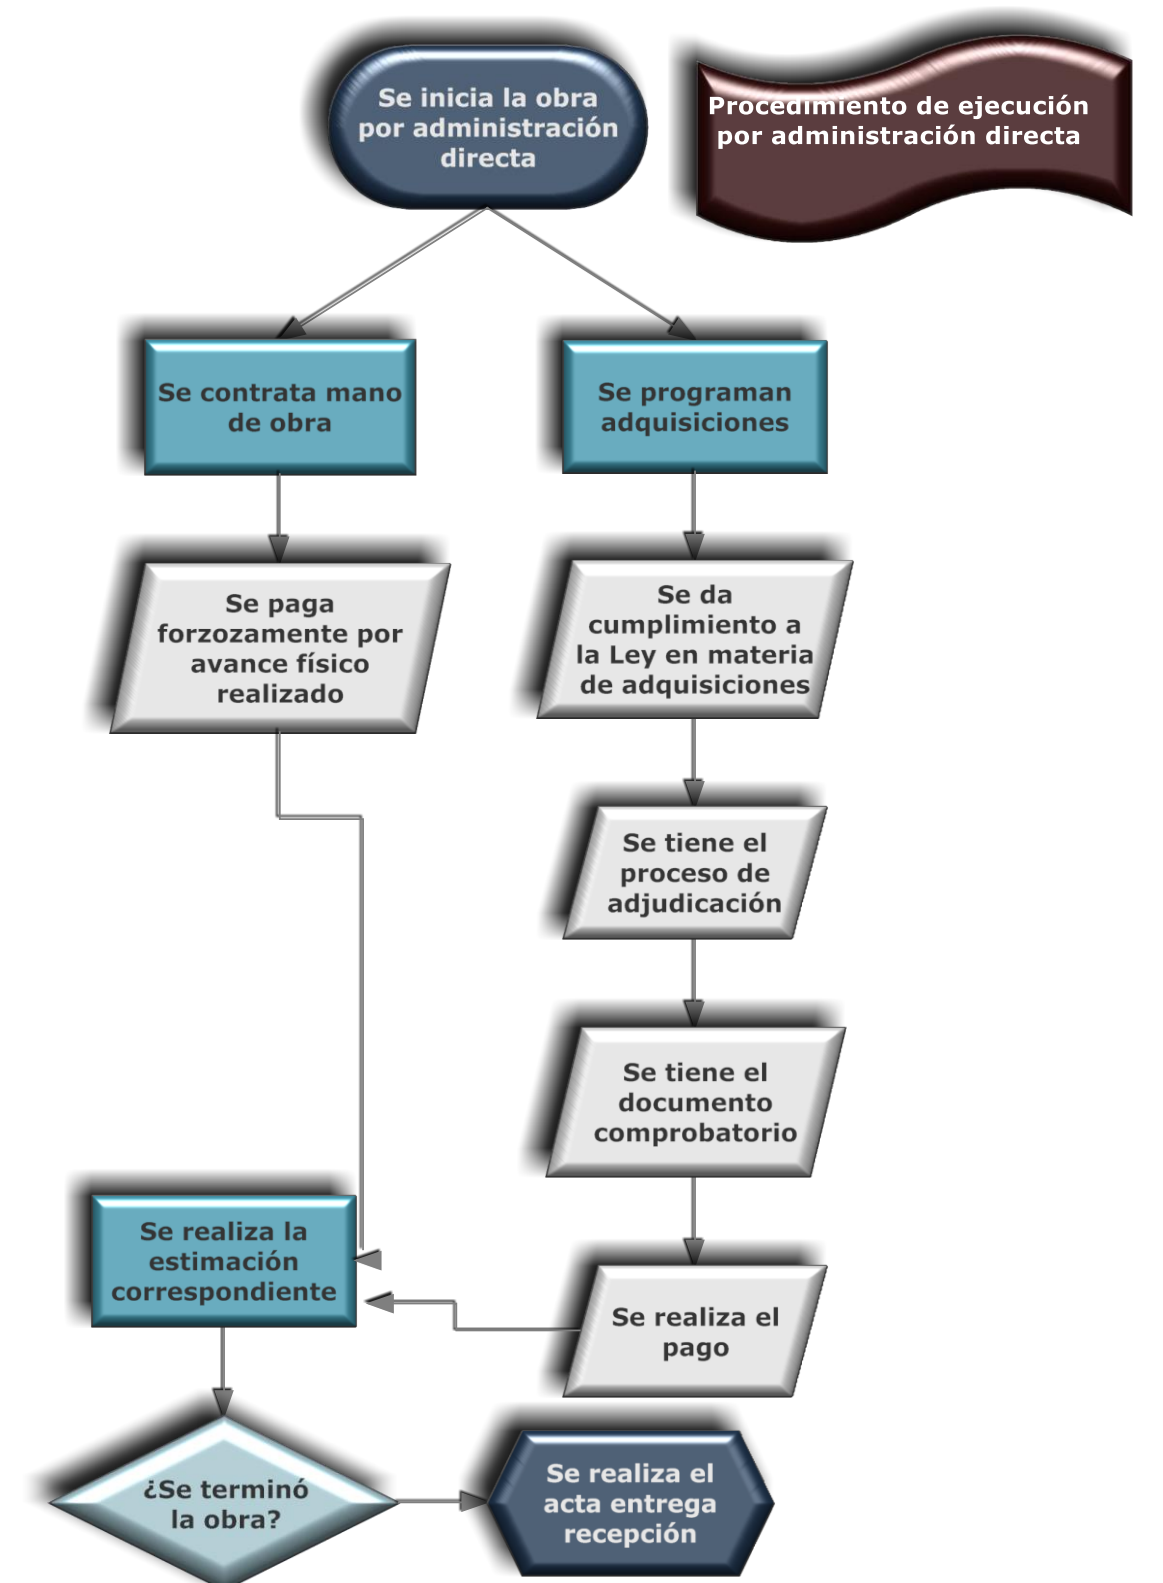 Se inicia la obra
por administración
directa
Procedimiento de ejecución
por administración directa
Se contrata mano
de obra
Se programan
adquisiciones
Se paga
forzozamente por
avance físico
realizado
Se da
cumplimiento a
la Ley en materia
de adquisiciones
Se tiene el
proceso de
adjudicación
Se tiene el
documento
comprobatorio
Se realiza la
estimación
correspondiente
Se realiza el
pago
¿Se terminó
la obra?
Se realiza el
acta entrega
recepción